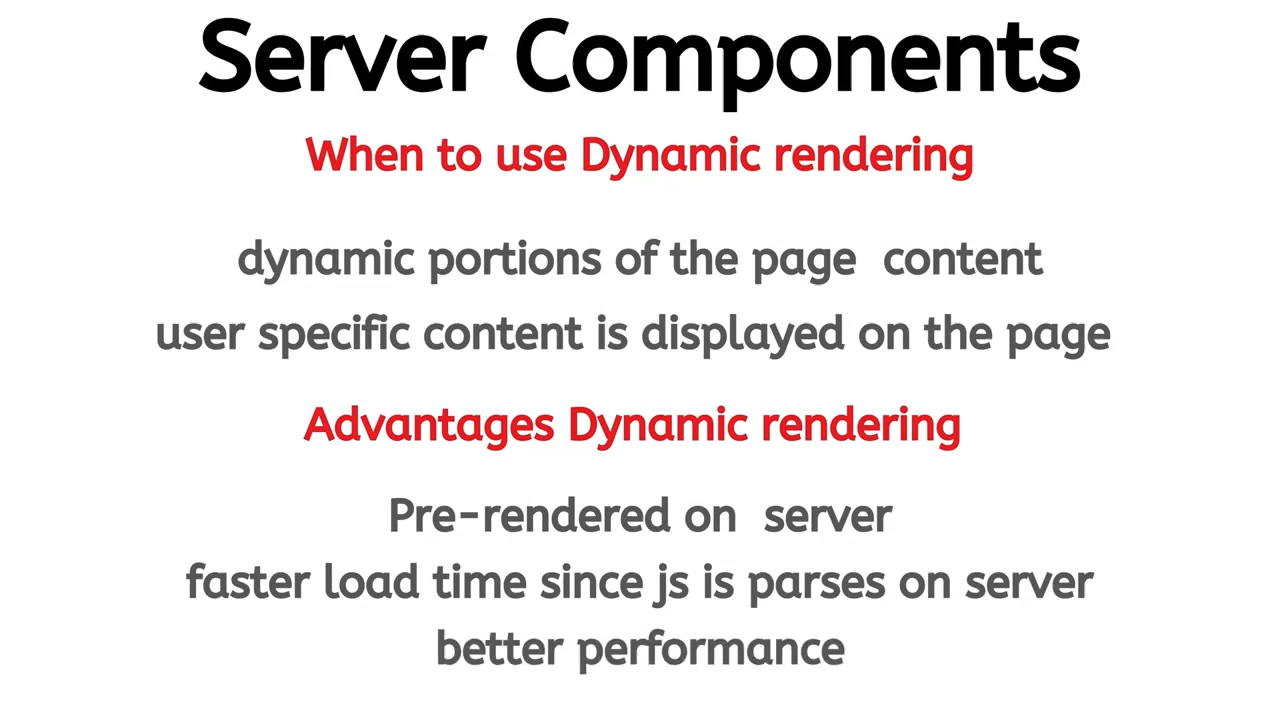 Server Components
When to use Dynamic rendering
dynamic portions of the page content
user specific content is displayed on the page
Advantages Dynamic rendering
Pre-rendered on server
faster load time since js is parses on server
better performance